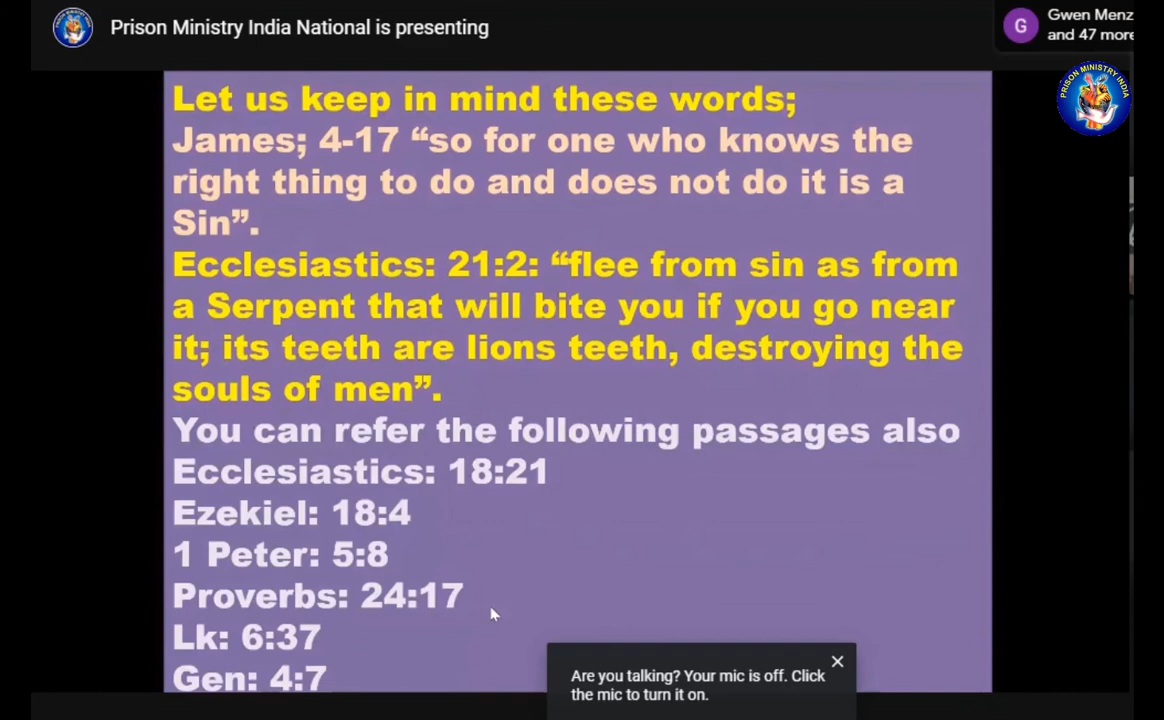 Prison Ministry India National is presenting
G
Gwen Menz
and 47 more
PRISON MINISTRY INDIA
Let us keep in mind these words;
James; 4-17 “so for one who knows the
right thing to do and does not do it is a
Sin”.
Ecclesiastics: 21:2: “flee from sin as from
a Serpent that will bite you if you go near
it; its teeth are lions teeth, destroying the
souls of men”.
You can refer the following passages also
Ecclesiastics: 18:21
Ezekiel: 18:4
1 Peter: 5:8
Proverbs: 24:17
Lk: 6:37
Gen: 4:7
Are you talking? Your mic is off. Click
the mic to turn it on.